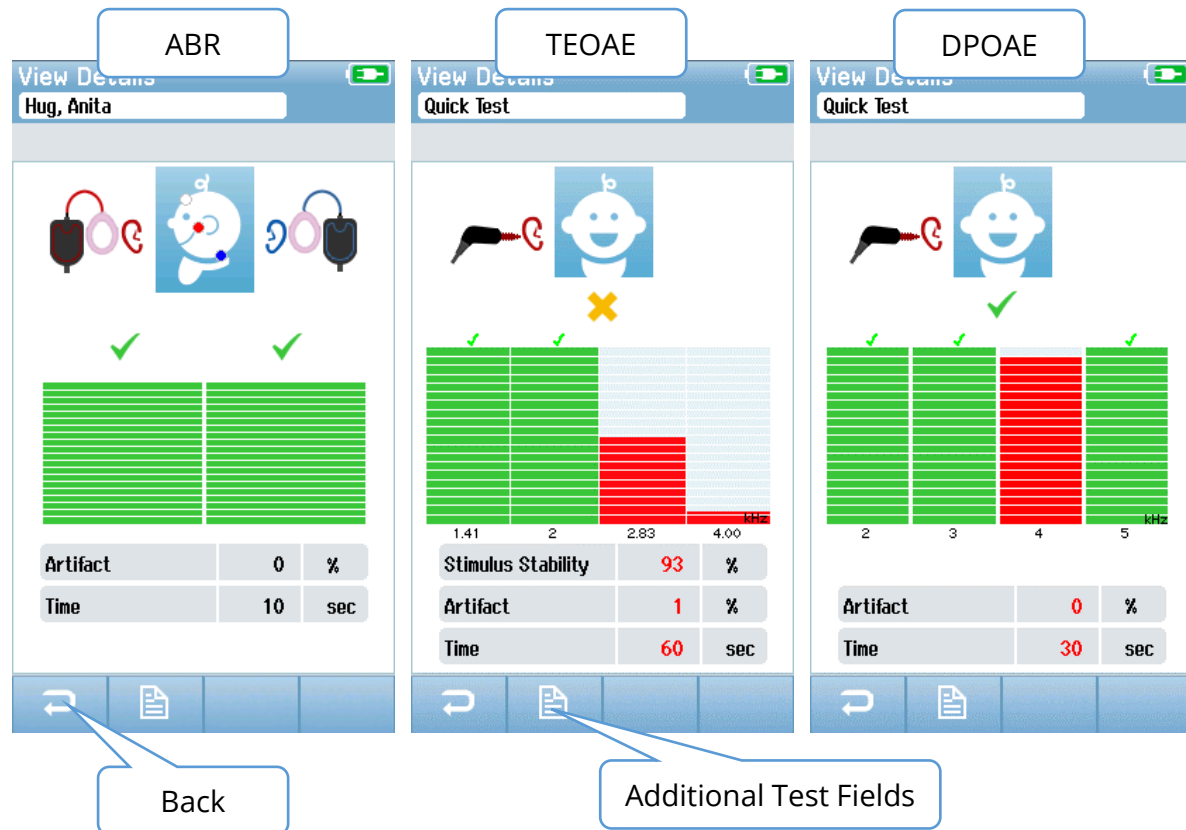 ABR
View Details
Hug, Anita
Artifact 0 %
Time 10 sec
Back
TEOAE
View Details
Quick Test
1.41 2 2.83 4.00
kHz
Stimulus Stability 93 %
Artifact 1 %
Time 60 sec
Additional Test Fields
DPOAE
View Details
Quick Test
2 3 4 5
kHz
Artifact 0 %
Time 30 sec